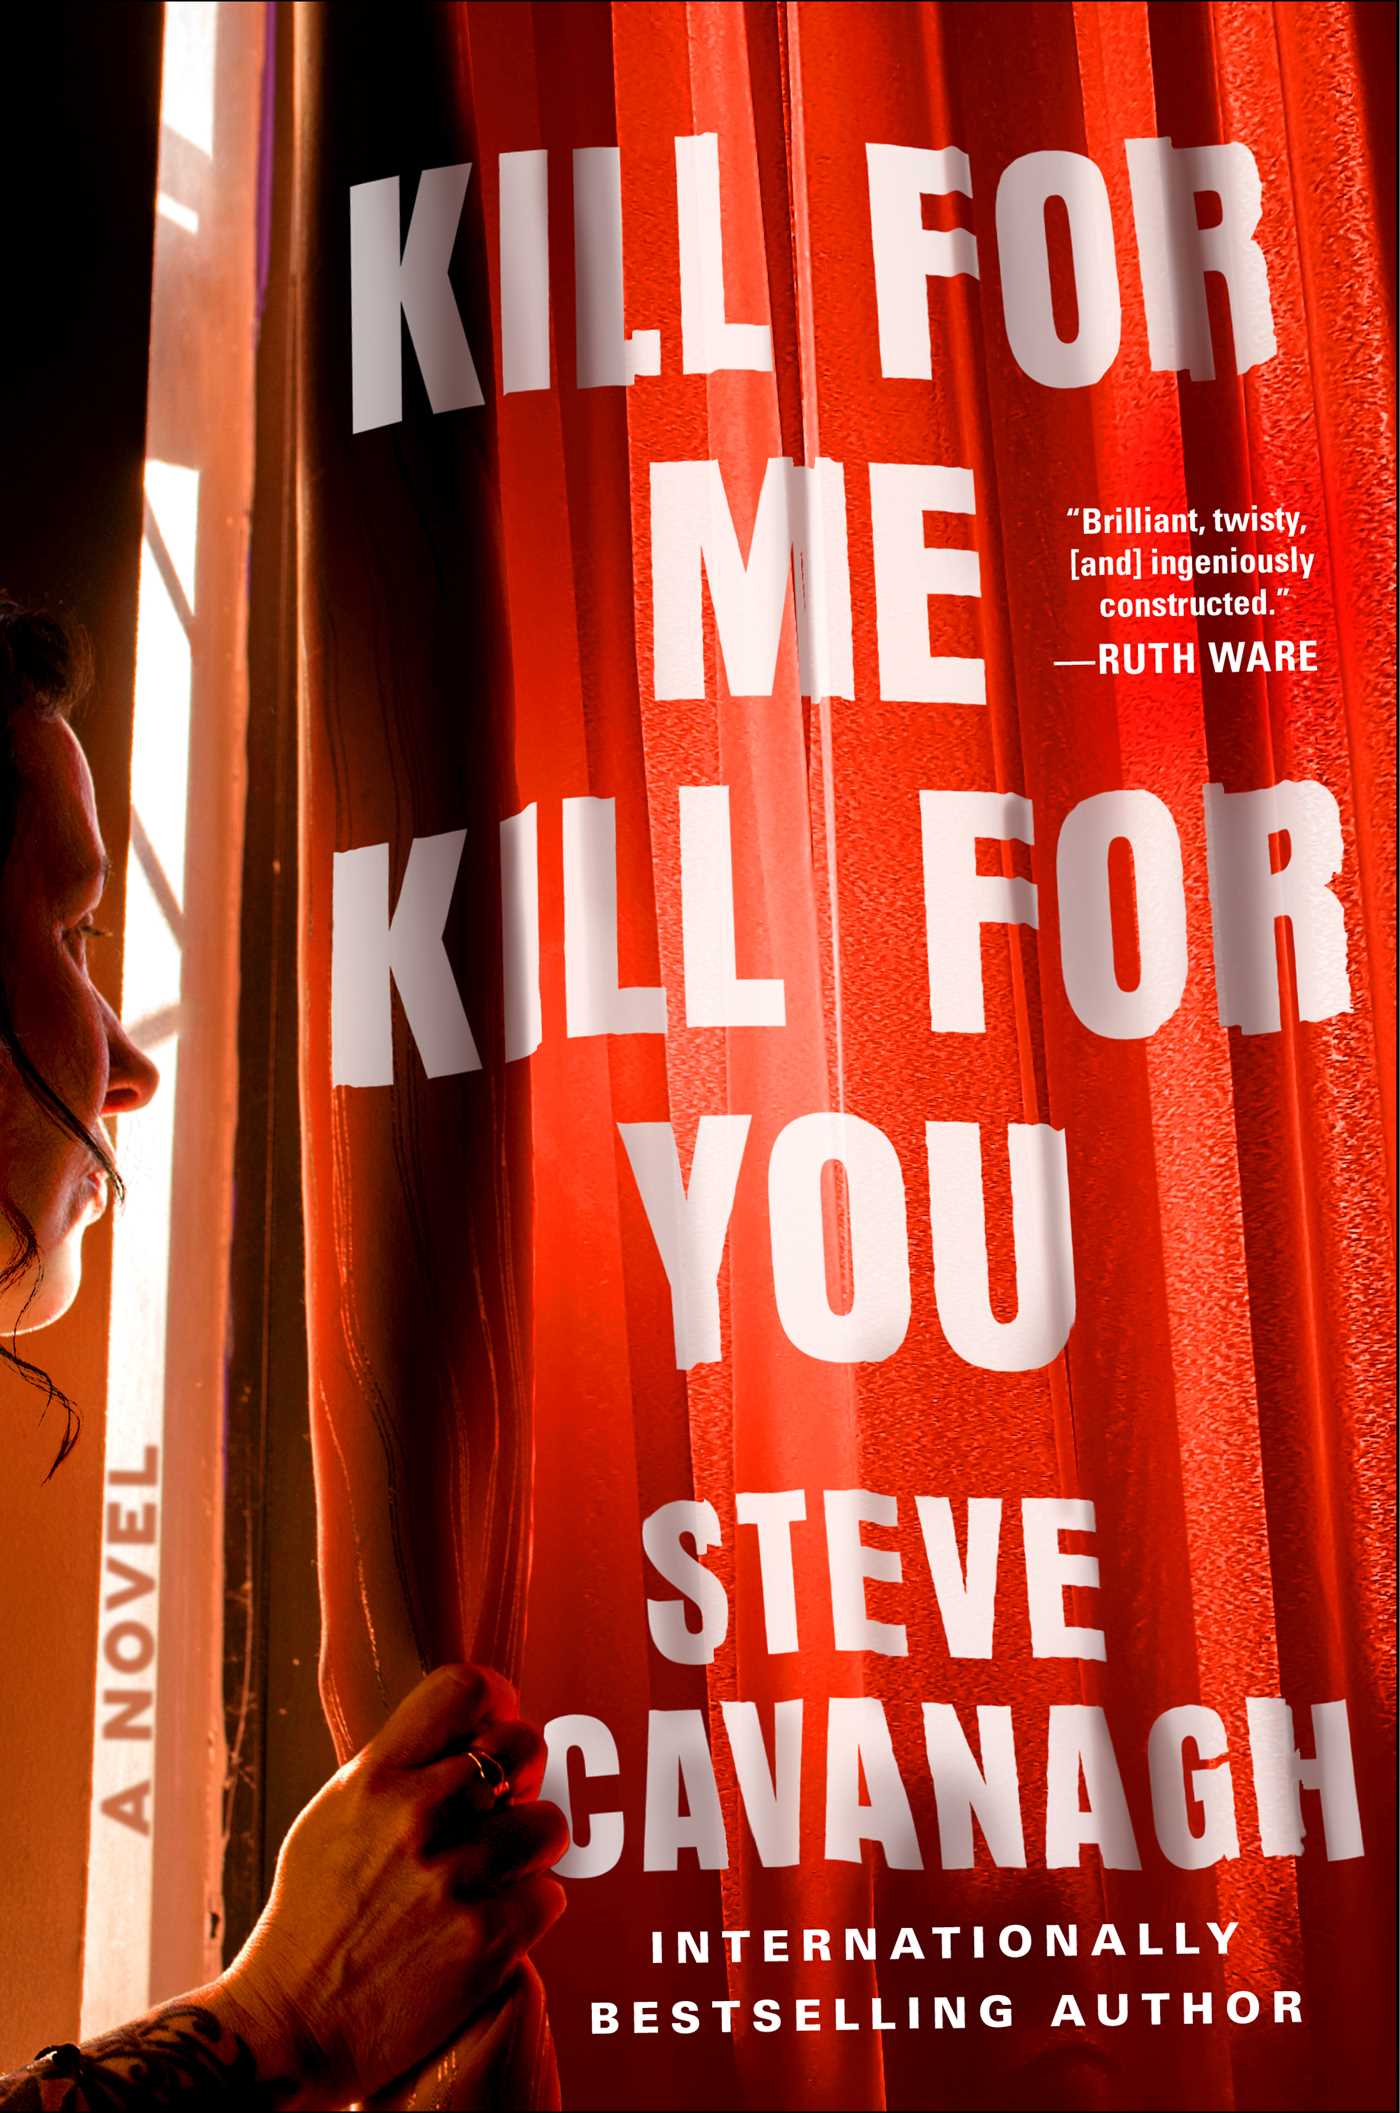 KILL FOR
ME
“Brilliant, twisty,
[and] ingeniously
constructed.”
—RUTH WARE
KILL FOR
YOU
A NOVEL
STEVE
CAVANAGH
INTERNATIONALLY
BESTSELLING AUTHOR